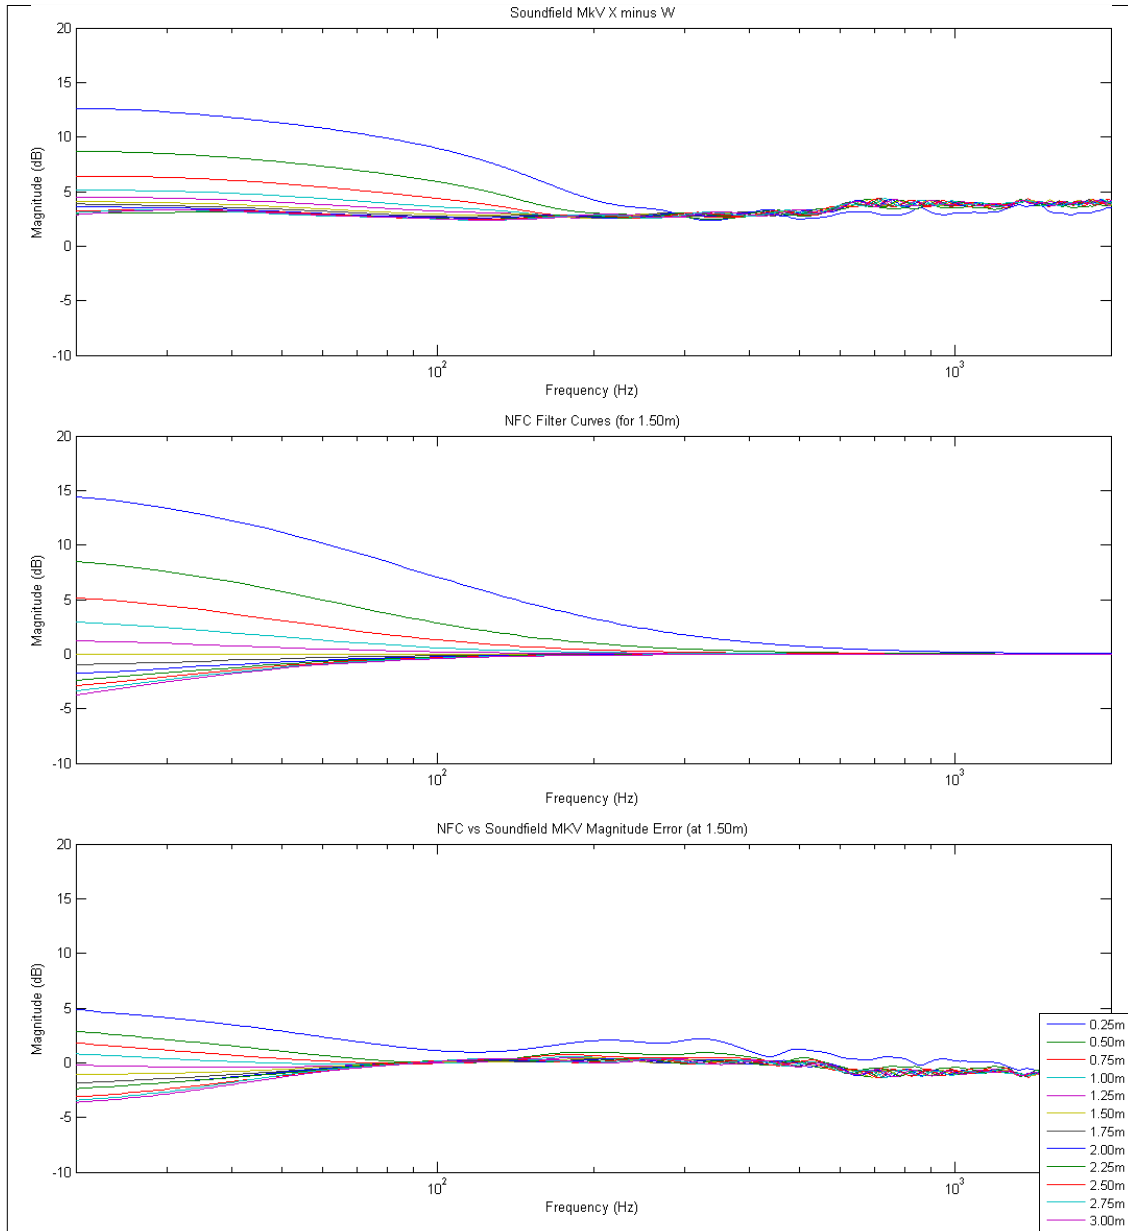 Soundfield MkV X minus W
20
15
10
5
0
-5
-10
Magnitude (dB)
10² 10³
Frequency (Hz)
NFC Filter Curves (for 1.50m)
20
15
10
5
0
-5
-10
Magnitude (dB)
10² 10³
Frequency (Hz)
NFC vs Soundfield MKV Magnitude Error (at 1.50m)
20
15
10
5
0
-5
-10
Magnitude (dB)
10² 10³
Frequency (Hz)
0.25m
0.50m
0.75m
1.00m
1.25m
1.50m
1.75m
2.00m
2.25m
2.50m
2.75m
3.00m